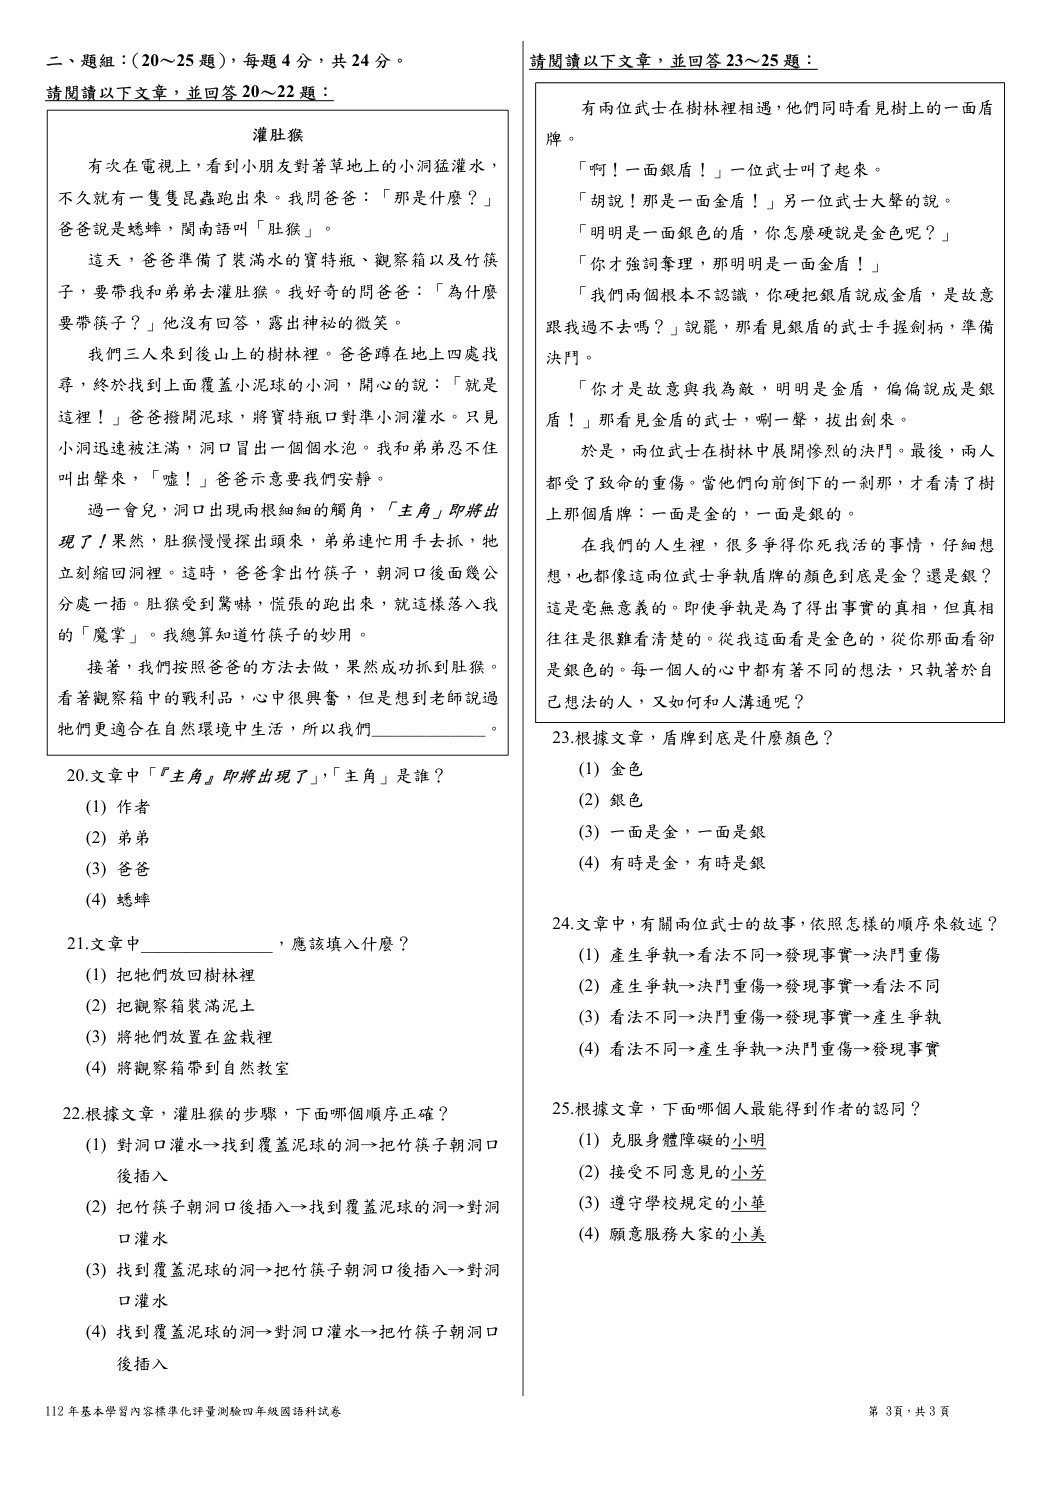 二、題組：（20～25 題），每題 4 分，共 24 分。
請閱讀以下文章，並回答 20～22 題：
灌肚猴
有次在電視上，看到小朋友對著草地上的小洞猛灌水，
不久就有一隻隻昆蟲跑出來。我問爸爸：「那是什麼？」
爸爸說是蟋蟀，閩南語叫「肚猴」。
這天，爸爸準備了裝滿水的寶特瓶、觀察箱以及竹筷
子，要帶我和弟弟去灌肚猴。我好奇的問爸爸：「為什麼
要帶筷子？」他沒有回答，露出神祕的微笑。
我們三人來到後山上的樹林裡。爸爸蹲在地上四處找
尋，終於找到上面覆蓋小泥球的小洞，開心的說：「就是
這裡！」爸爸撥開泥球，將寶特瓶口對準小洞灌水。只見
小洞迅速被注滿，洞口冒出一個個水泡。我和弟弟忍不住
叫出聲來，「噓！」爸爸示意要我們安靜。
過一會兒，洞口出現兩根細細的觸角，「主角」即將出
現了！果然，肚猴慢慢探出頭來，弟弟連忙用手去抓，牠
立刻縮回洞裡。這時，爸爸拿出竹筷子，朝洞口後面幾公
分處一插。肚猴受到驚嚇，慌張的跑出來，就這樣落入我
的「魔掌」。我總算知道竹筷子的妙用。
接著，我們按照爸爸的方法去做，果然成功抓到肚猴。
看著觀察箱中的戰利品，心中很興奮，但是想到老師說過
牠們更適合在自然環境中生活，所以我們______________。
20.文章中「『主角』即將出現了」，「主角」是誰？
(1) 作者
(2) 弟弟
(3) 爸爸
(4) 蟋蟀
21.文章中________________，應該填入什麼？
(1) 把牠們放回樹林裡
(2) 把觀察箱裝滿泥土
(3) 將牠們放置在盆栽裡
(4) 將觀察箱帶到自然教室
22.根據文章，灌肚猴的步驟，下面哪個順序正確？
(1) 對洞口灌水→找到覆蓋泥球的洞→把竹筷子朝洞口
後插入
(2) 把竹筷子朝洞口後插入→找到覆蓋泥球的洞→對洞
口灌水
(3) 找到覆蓋泥球的洞→把竹筷子朝洞口後插入→對洞
口灌水
(4) 找到覆蓋泥球的洞→對洞口灌水→把竹筷子朝洞口
後插入
請閱讀以下文章，並回答 23～25 題：
有兩位武士在樹林裡相遇，他們同時看見樹上的一面盾
牌。
「啊！一面銀盾！」一位武士叫了起來。
「胡說！那是一面金盾！」另一位武士大聲的說。
「明明是一面銀色的盾，你怎麼硬說是金色呢？」
「你才強詞奪理，那明明是一面金盾！」
「我們兩個根本不認識，你硬把銀盾說成金盾，是故意
跟我過不去嗎？」說罷，那看見銀盾的武士手握劍柄，準備
決鬥。
「你才是故意與我為敵，明明是金盾，偏偏說成是銀
盾！」那看見金盾的武士，唰一聲，拔出劍來。
於是，兩位武士在樹林中展開慘烈的決鬥。最後，兩人
都受了致命的重傷。當他們向前倒下的一剎那，才看清了樹
上那個盾牌：一面是金的，一面是銀的。
在我們的人生裡，很多爭得你死我活的事情，仔細想
想，也都像這兩位武士爭執盾牌的顏色到底是金？還是銀？
這是毫無意義的。即使爭執是為了得出事實的真相，但真相
往往是很難看清楚的。從我這面看是金色的，從你那面看卻
是銀色的。每一個人的心中都有著不同的想法，只執著於自
己想法的人，又如何和人溝通呢？
23.根據文章，盾牌到底是什麼顏色？
(1) 金色
(2) 銀色
(3) 一面是金，一面是銀
(4) 有時是金，有時是銀
24.文章中，有關兩位武士的故事，依照怎樣的順序來敘述？
(1) 產生爭執→看法不同→發現事實→決鬥重傷
(2) 產生爭執→決鬥重傷→發現事實→看法不同
(3) 看法不同→決鬥重傷→發現事實→產生爭執
(4) 看法不同→產生爭執→決鬥重傷→發現事實
25.根據文章，下面哪個人最能得到作者的認同？
(1) 克服身體障礙的小明
(2) 接受不同意見的小芳
(3) 遵守學校規定的小華
(4) 願意服務大家的小美
112 年基本學習內容標準化評量測驗四年級國語科試卷
第 3頁，共 3 頁